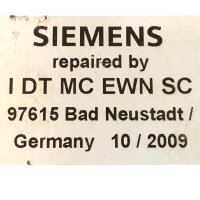 SIEMENS
repaired by
I DT MC EWN SC
97615 Bad Neustadt /
Germany 10 / 2009